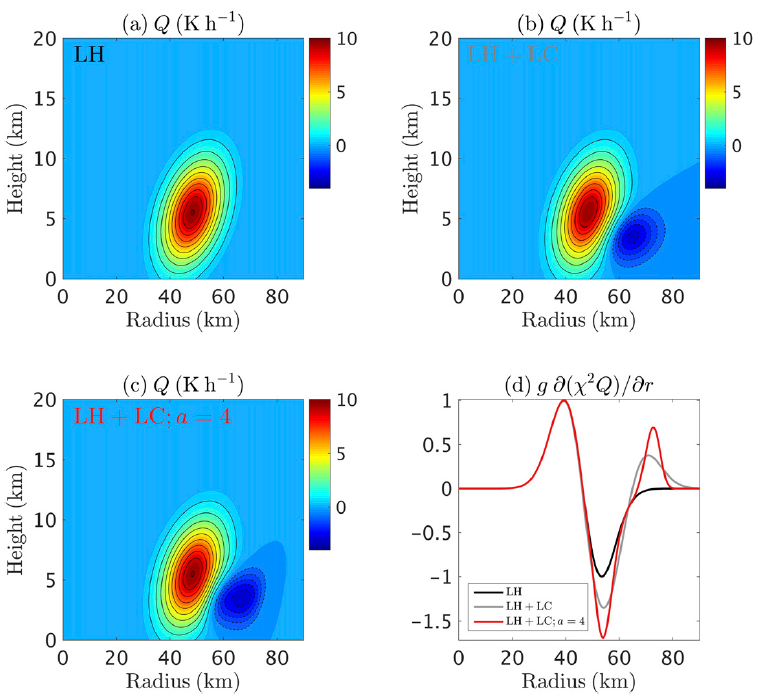 (a) Q (K h⁻¹)
(b) Q (K h⁻¹)
LH
LH + LC
20
15
10
5
0
Height (km)
0 20 40 60 80
Radius (km)
10
5
0
20
15
10
5
0
Height (km)
0 20 40 60 80
Radius (km)
10
5
0
(c) Q (K h⁻¹)
(d) g ∂(χ²Q)/∂r
LH + LC; a = 4
20
15
10
5
0
Height (km)
0 20 40 60 80
Radius (km)
10
5
0
1
0.5
0
−0.5
−1
−1.5
LH
LH + LC
LH + LC; a = 4
0 20 40 60 80
Radius (km)